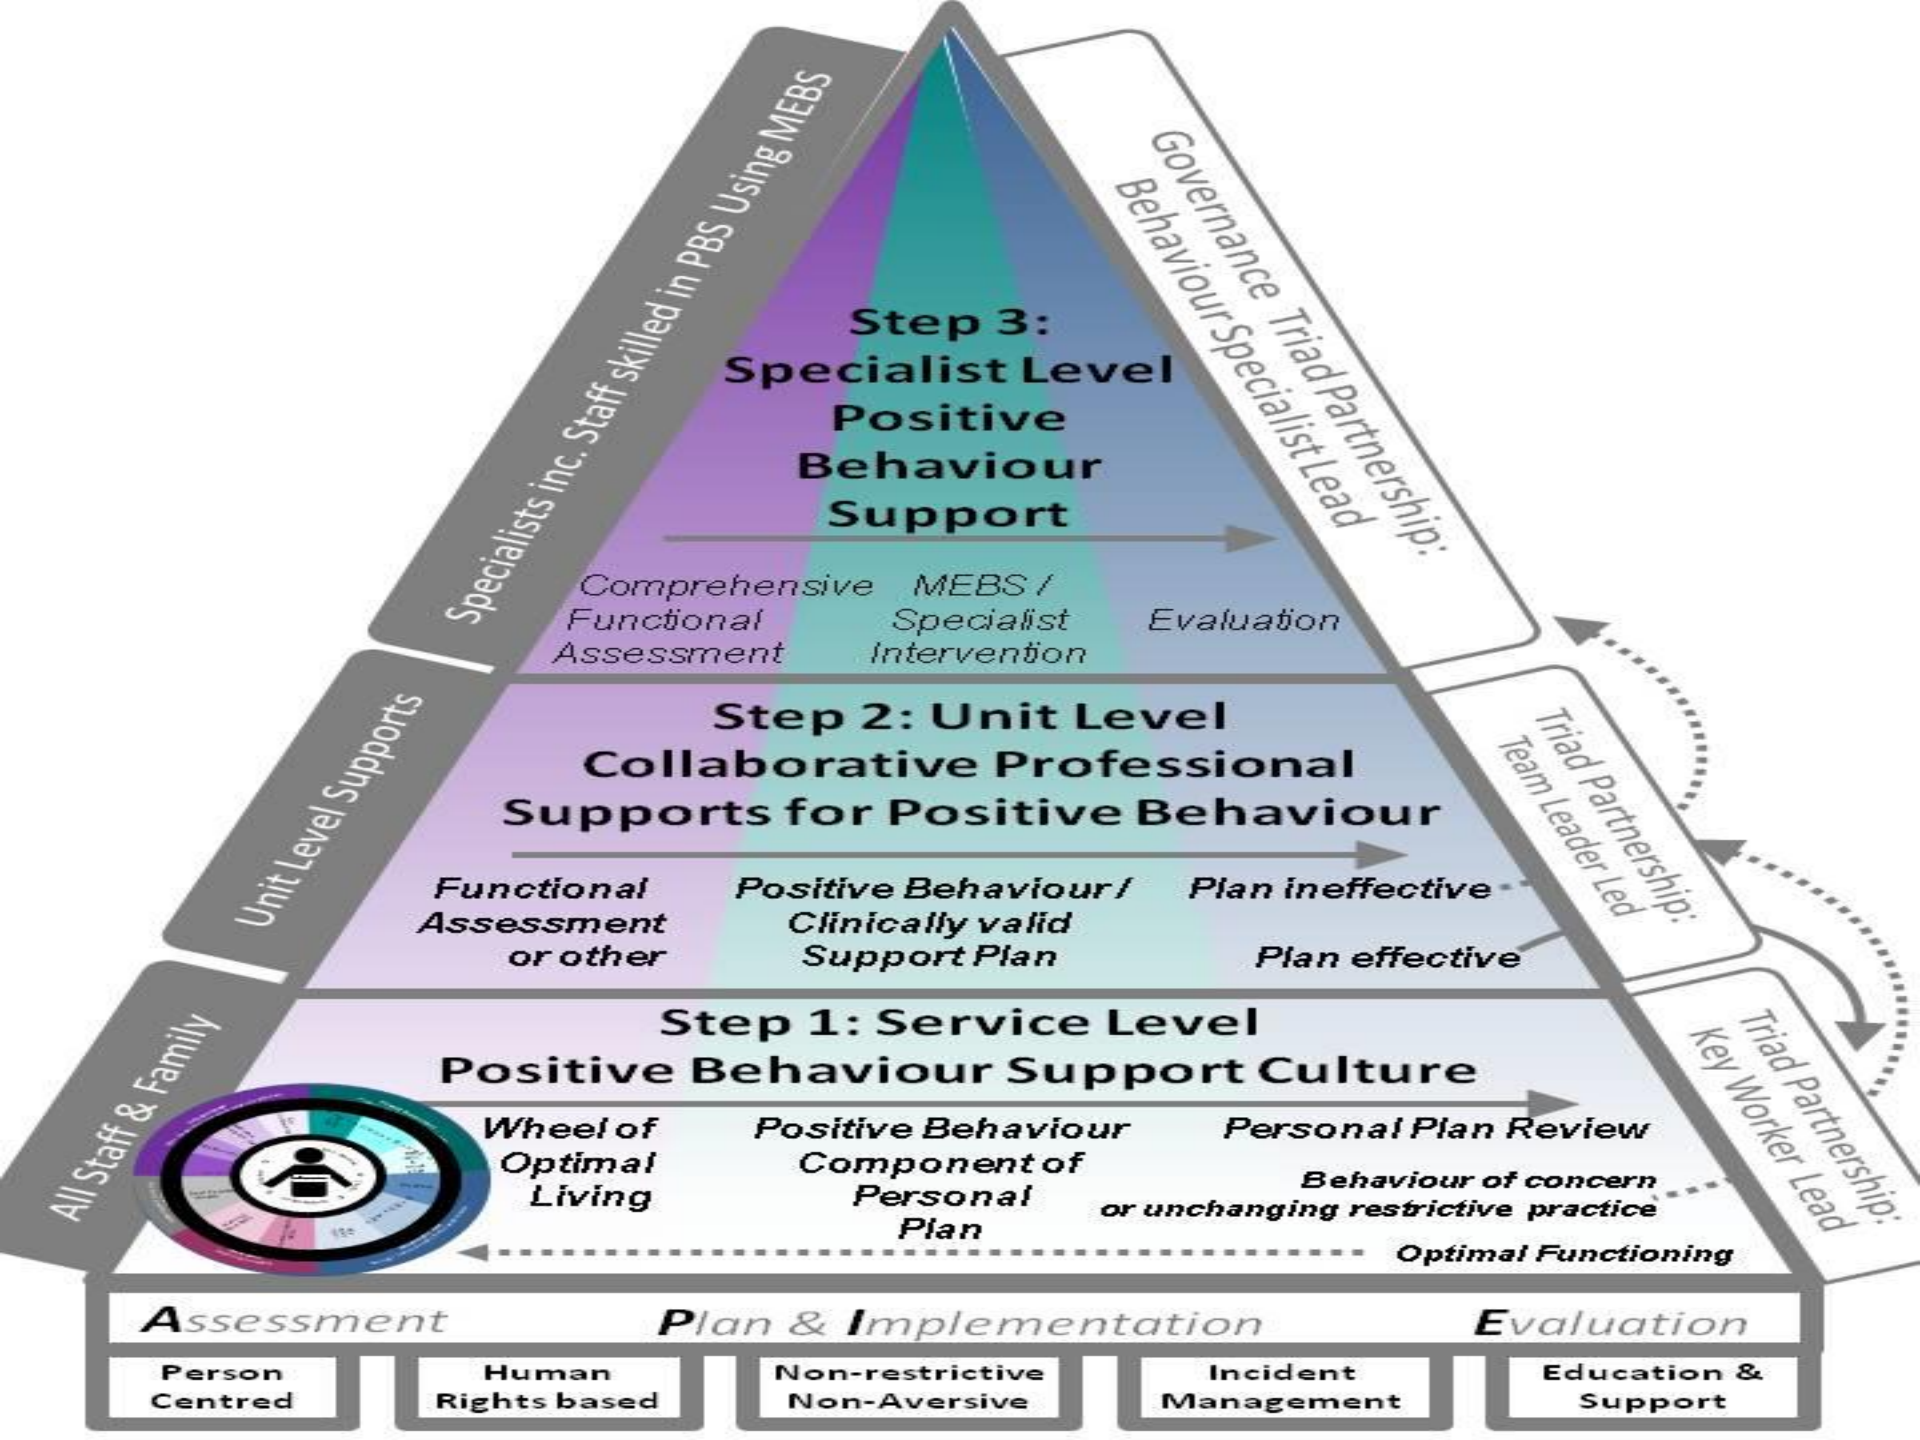 Specialists inc. Staff skilled in PBS Using MEBS
Governance Triad Partnership:
Behaviour Specialist Lead
Step 3:
Specialist Level
Positive
Behaviour
Support
Comprehensive
Functional
Assessment
MEBS /
Specialist
Intervention
Evaluation
Unit Level Supports
Step 2: Unit Level
Collaborative Professional
Supports for Positive Behaviour
Functional
Assessment
or other
Positive Behaviour /
Clinically valid
Support Plan
Plan ineffective
Plan effective
Triad Partnership:
Team Leader Led
All Staff & Family
Step 1: Service Level
Positive Behaviour Support Culture
Wheel of
Optimal
Living
Positive Behaviour
Component of
Personal
Plan
Personal Plan Review
Behaviour of concern
or unchanging restrictive practice
Optimal Functioning
Triad Partnership:
Key Worker Lead
Assessment
Plan & Implementation
Evaluation
Person
Centred
Human
Rights based
Non-restrictive
Non-Aversive
Incident
Management
Education &
Support